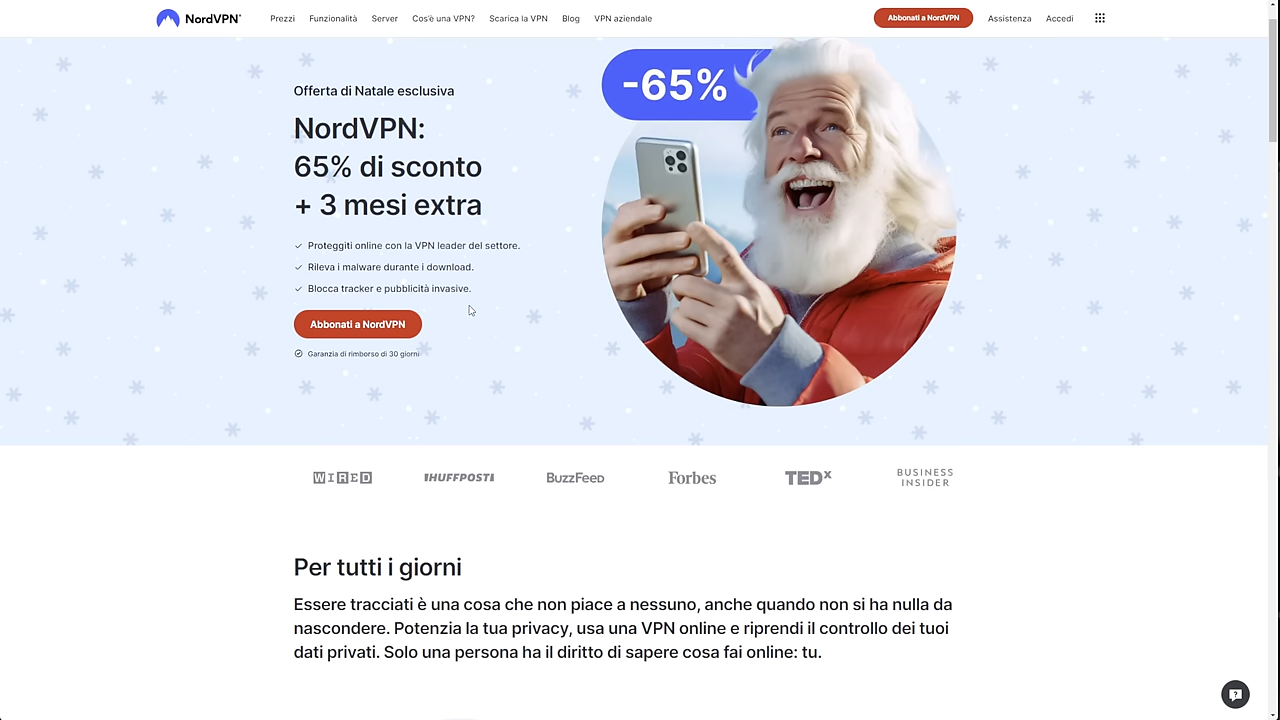 NordVPN®
Prezzi
Funzionalità
Server
Cos'è una VPN?
Scarica la VPN
Blog
VPN aziendale
Abbonati a NordVPN
Assistenza
Accedi
Offerta di Natale esclusiva
NordVPN:
65% di sconto
+ 3 mesi extra
Proteggiti online con la VPN leader del settore.
Rileva i malware durante i download.
Blocca tracker e pubblicità invasive.
Abbonati a NordVPN
Garanzia di rimborso di 30 giorni
-65%
WIRED
HUFFPOST
BuzzFeed
Forbes
TEDx
BUSINESS
INSIDER
Per tutti i giorni
Essere tracciati è una cosa che non piace a nessuno, anche quando non si ha nulla da
nascondere. Potenzia la tua privacy, usa una VPN online e riprendi il controllo dei tuoi
dati privati. Solo una persona ha il diritto di sapere cosa fai online: tu.